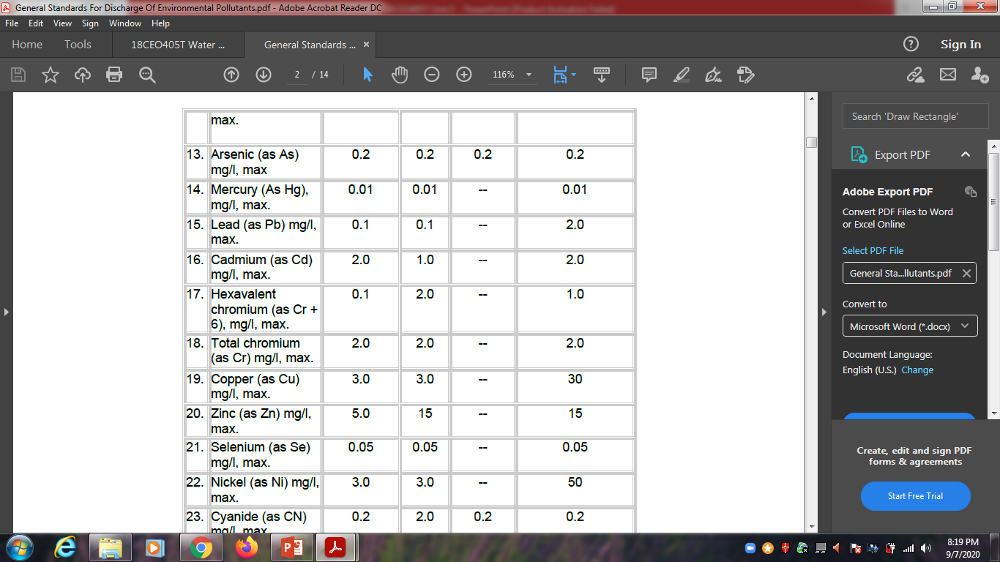 General Standards For Discharge Of Environmental Pollutants.pdf - Adobe Acrobat Reader DC
File Edit View Sign Window Help
Home Tools 18CEO405T Water ... General Standards ... × ? Sign In
2 / 14 116%
max.
13. Arsenic (as As) 0.2 0.2 0.2 0.2
mg/l, max
14. Mercury (As Hg), 0.01 0.01 -- 0.01
mg/l, max.
15. Lead (as Pb) mg/l, 0.1 0.1 -- 2.0
max.
16. Cadmium (as Cd) 2.0 1.0 -- 2.0
mg/l, max.
17. Hexavalent 0.1 2.0 -- 1.0
chromium (as Cr +
6), mg/l, max.
18. Total chromium 2.0 2.0 -- 2.0
(as Cr) mg/l, max.
19. Copper (as Cu) 3.0 3.0 -- 30
mg/l, max.
20. Zinc (as Zn) mg/l, 5.0 15 -- 15
max.
21. Selenium (as Se) 0.05 0.05 -- 0.05
mg/l, max.
22. Nickel (as Ni) mg/l, 3.0 3.0 -- 50
max.
23. Cyanide (as CN) 0.2 2.0 0.2 0.2
mg/l, max
Search 'Draw Rectangle'
Export PDF
Adobe Export PDF
Convert PDF Files to Word
or Excel Online
Select PDF File
General Sta...llutants.pdf
Convert to
Microsoft Word (*.docx)
Document Language:
English (U.S.) Change
Create, edit and sign PDF
forms & agreements
Start Free Trial
8:19 PM
9/7/2020